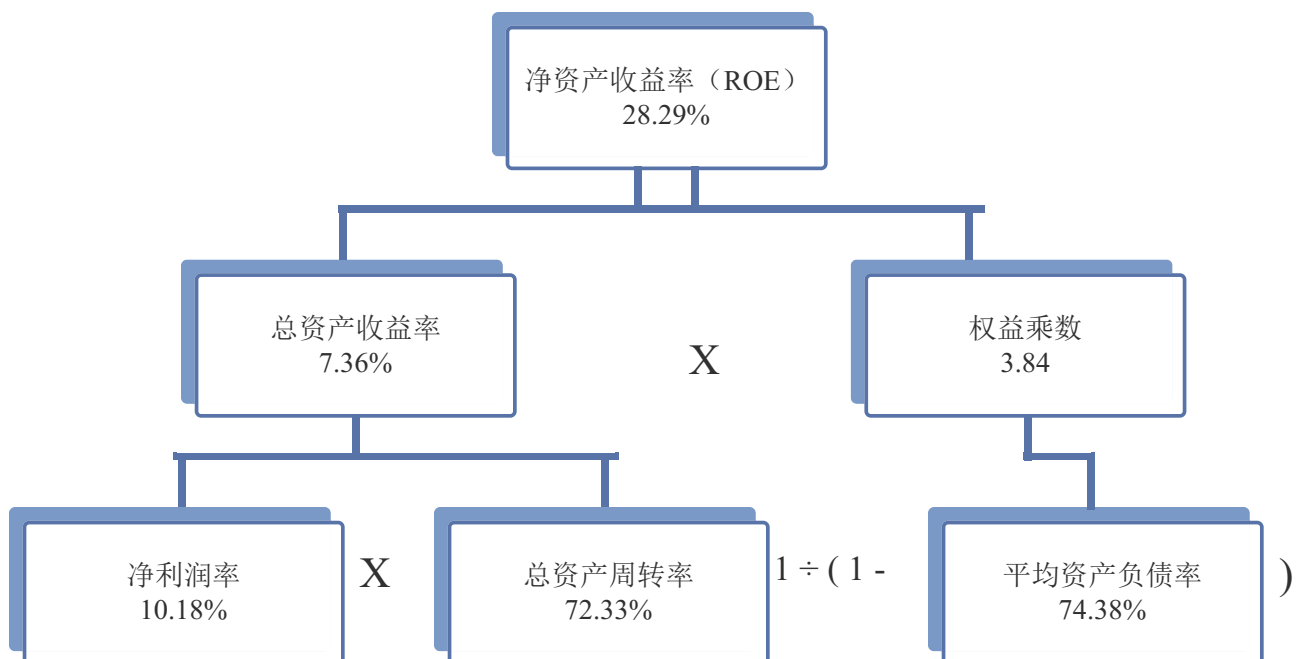 净资产收益率（ROE）
28.29%
总资产收益率
7.36%
X
权益乘数
3.84
净利润率
10.18%
X
总资产周转率
72.33%
1 ÷ ( 1 -
平均资产负债率
74.38%
)